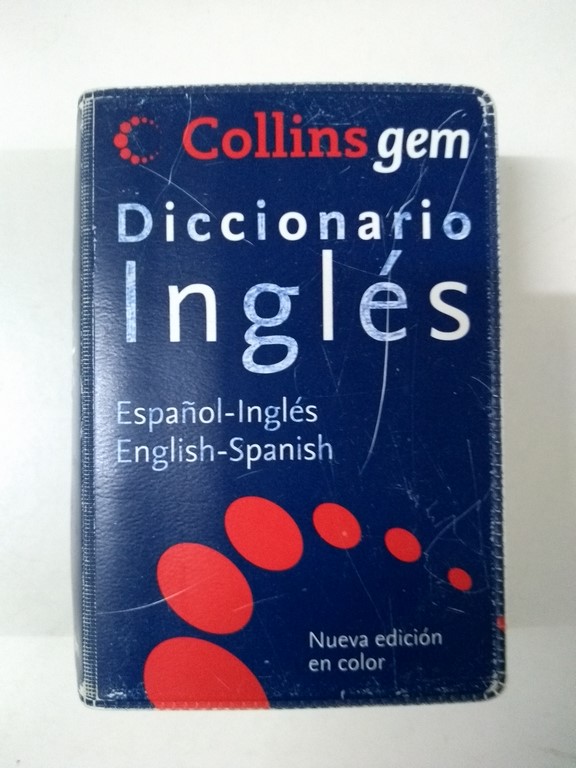 Collins gem
Diccionario
Inglés
Español-Inglés
English-Spanish
Nueva edición
en color